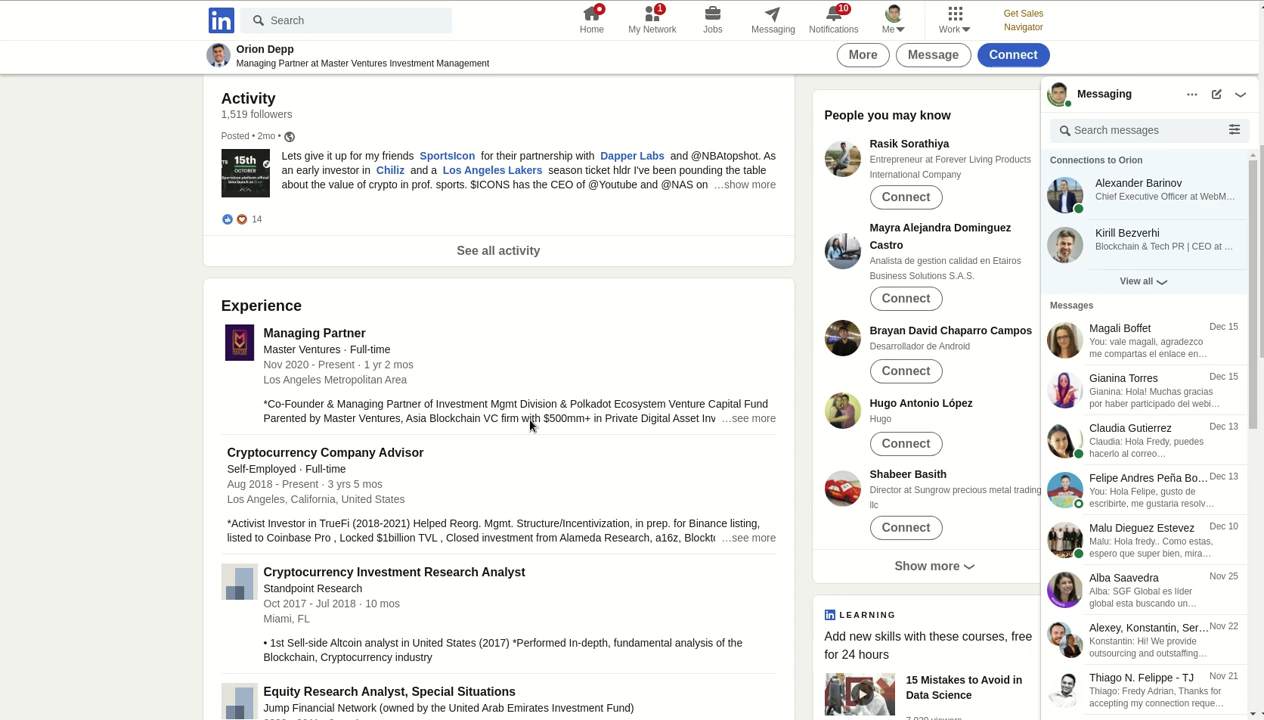 in
Search
1
10
Home
My Network
Jobs
Messaging
Notifications
Me
Work
Get Sales
Navigator
Orion Depp
Managing Partner at Master Ventures Investment Management
More
Message
Connect
Activity
1,519 followers
Posted • 2mo •
15th
OCTOBER
Lets give it up for my friends SportsIcon for their partnership with Dapper Labs and @NBAtopshot. As
an early investor in Chiliz and a Los Angeles Lakers season ticket hldr I've been pounding the table
about the value of crypto in prof. sports. $ICONS has the CEO of @Youtube and @NAS on …show more
14
See all activity
Experience
Managing Partner
Master Ventures · Full-time
Nov 2020 - Present · 1 yr 2 mos
Los Angeles Metropolitan Area
*Co-Founder & Managing Partner of Investment Mgmt Division & Polkadot Ecosystem Venture Capital Fund
Parented by Master Ventures, Asia Blockchain VC firm with $500mm+ in Private Digital Asset Inv …see more
Cryptocurrency Company Advisor
Self-Employed · Full-time
Aug 2018 - Present · 3 yrs 5 mos
Los Angeles, California, United States
*Activist Investor in TrueFi (2018-2021) Helped Reorg. Mgmt. Structure/Incentivization, in prep. for Binance listing,
listed to Coinbase Pro , Locked $1billion TVL , Closed investment from Alameda Research, a16z, Blockto …see more
Cryptocurrency Investment Research Analyst
Standpoint Research
Oct 2017 - Jul 2018 · 10 mos
Miami, FL
• 1st Sell-side Altcoin analyst in United States (2017) *Performed In-depth, fundamental analysis of the
Blockchain, Cryptocurrency industry
Equity Research Analyst, Special Situations
Jump Financial Network (owned by the United Arab Emirates Investment Fund)
People you may know
Rasik Sorathiya
Entrepreneur at Forever Living Products
International Company
Connect
Mayra Alejandra Dominguez
Castro
Analista de gestion calidad en Etairos
Business Solutions S.A.S.
Connect
Brayan David Chaparro Campos
Desarrollador de Android
Connect
Hugo Antonio López
Hugo
Connect
Shabeer Basith
Director at Sungrow precious metal trading
llc
Connect
Show more
in LEARNING
Add new skills with these courses, free
for 24 hours
15 Mistakes to Avoid in
Data Science
Messaging
Search messages
Connections to Orion
Alexander Barinov
Chief Executive Officer at WebM…
Kirill Bezverhi
Blockchain & Tech PR | CEO at …
View all
Messages
Magali Boffet Dec 15
You: vale magali, agradezco
me compartas el enlace en…
Gianina Torres Dec 15
Gianina: Hola! Muchas gracias
por haber participado del webi…
Claudia Gutierrez Dec 13
Claudia: Hola Fredy, puedes
hacerlo al correo…
Felipe Andres Peña Bo… Dec 13
You: Hola Felipe, gusto de
escribirte, me gustaria resolv…
Malu Dieguez Estevez Dec 10
Malu: Hola fredy.. Como estas,
espero que super bien, mira…
Alba Saavedra Nov 25
Alba: SGF Global es líder
global esta buscando un…
Alexey, Konstantin, Ser… Nov 22
Konstantin: Hi! We provide
outsourcing and outstaffing…
Thiago N. Felippe - TJ Nov 21
Thiago: Fredy Adrian, Thanks for
accepting my connection reque…